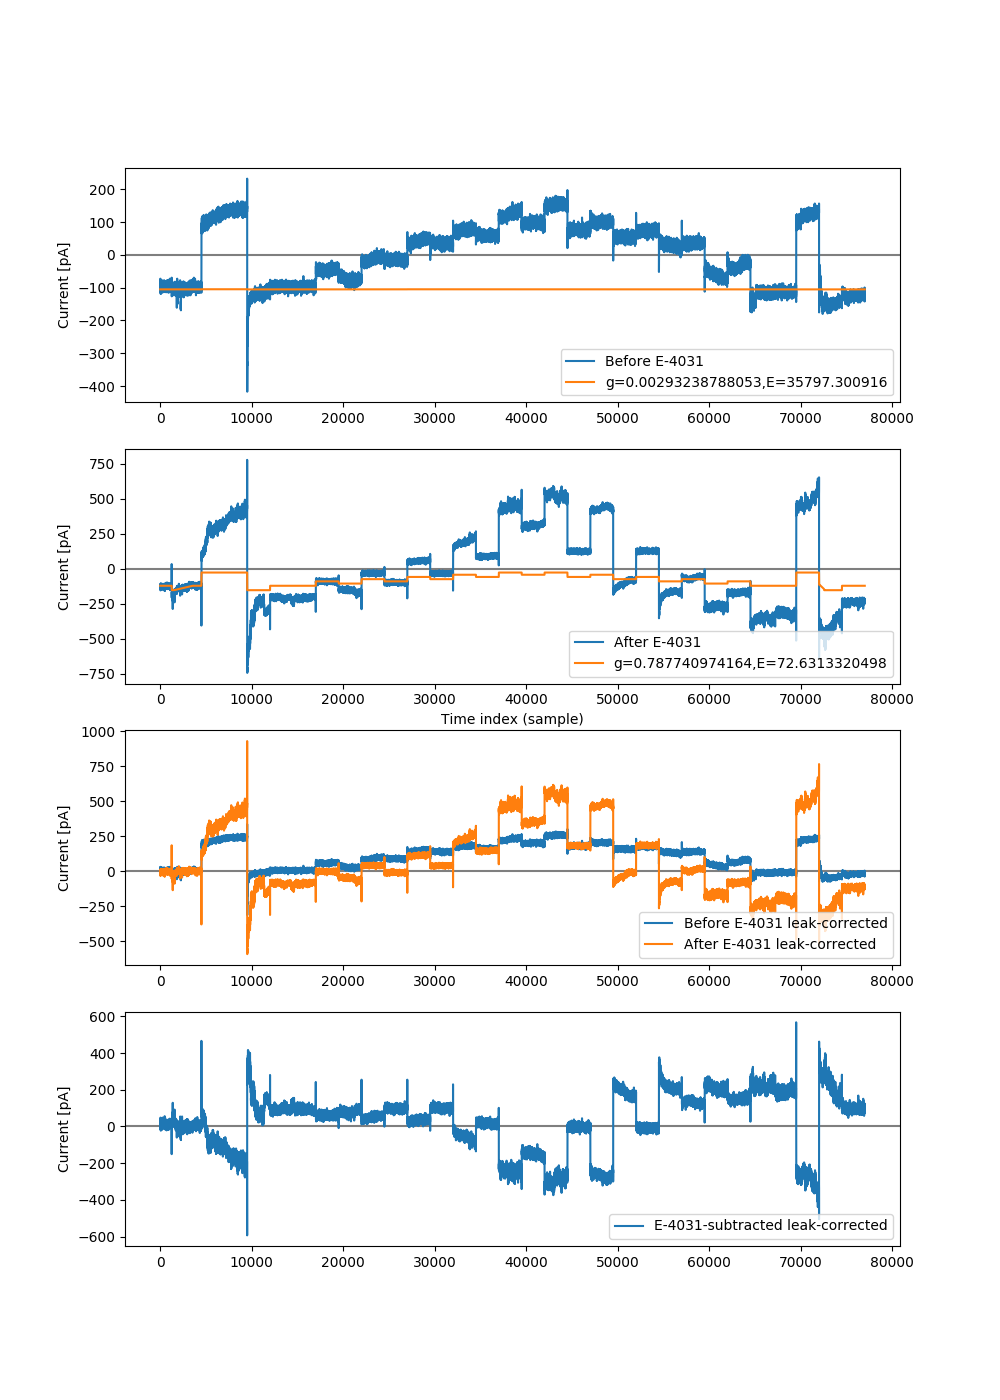 200
100
0
−100
−200
−300
−400
Current [pA]
Before E-4031
g=0.00293238788053,E=35797.300916
0 10000 20000 30000 40000 50000 60000 70000 80000
750
500
250
0
−250
−500
−750
Current [pA]
After E-4031
g=0.787740974164,E=72.6313320498
0 10000 20000 30000 40000 50000 60000 70000 80000
Time index (sample)
1000
750
500
250
0
−250
−500
Current [pA]
Before E-4031 leak-corrected
After E-4031 leak-corrected
0 10000 20000 30000 40000 50000 60000 70000 80000
600
400
200
0
−200
−400
−600
Current [pA]
E-4031-subtracted leak-corrected
0 10000 20000 30000 40000 50000 60000 70000 80000